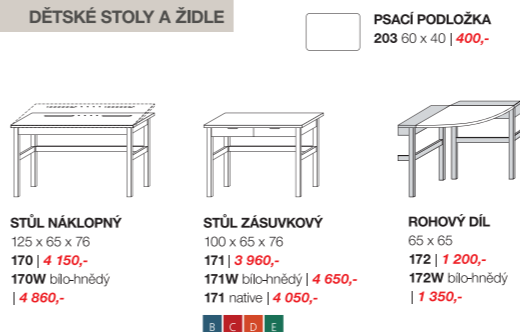 DĚTSKÉ STOLY A ŽIDLE
PSACÍ PODLOŽKA
203 60 x 40 | 400,-
STŮL NÁKLOPNÝ
125 x 65 x 76
170 | 4 150,-
170W bílo-hnědý
| 4 860,-
STŮL ZÁSUVKOVÝ
100 x 65 x 76
171 | 3 960,-
171W bílo-hnědý | 4 650,-
171 native | 4 050,-
B C D E
ROHOVÝ DÍL
65 x 65
172 | 1 200,-
172W bílo-hnědý
| 1 350,-